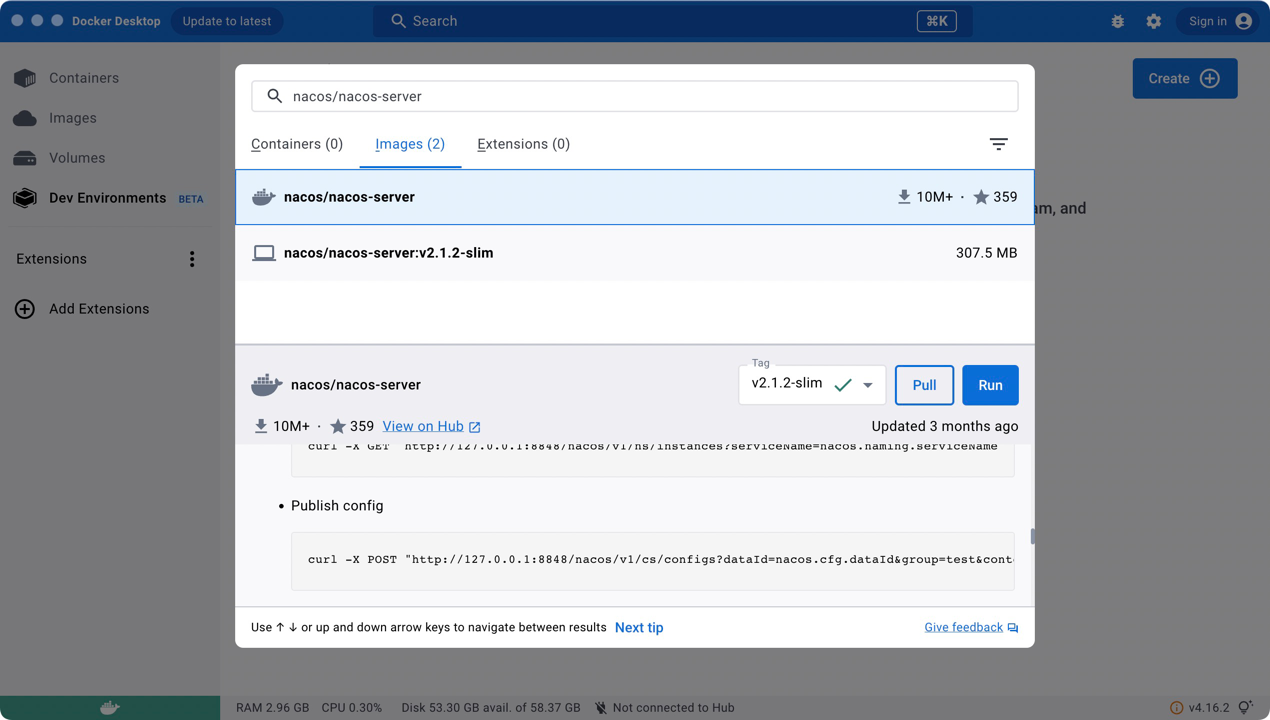 Docker Desktop
Update to latest
Search
⌘K
Sign in
Containers
Images
Volumes
Dev Environments BETA
Extensions
Add Extensions
Create
am, and
nacos/nacos-server
Containers (0)
Images (2)
Extensions (0)
nacos/nacos-server
10M+ · 359
nacos/nacos-server:v2.1.2-slim
307.5 MB
nacos/nacos-server
Tag
v2.1.2-slim
Pull
Run
10M+ · 359 View on Hub
Updated 3 months ago
curl -X GET 'http://127.0.0.1:8848/nacos/v1/ns/instances?serviceName=nacos.naming.serviceName
• Publish config
curl -X POST "http://127.0.0.1:8848/nacos/v1/cs/configs?dataId=nacos.cfg.dataId&group=test&cont
Use ↑ ↓ or up and down arrow keys to navigate between results Next tip
Give feedback
RAM 2.96 GB CPU 0.30% Disk 53.30 GB avail. of 58.37 GB Not connected to Hub
v4.16.2